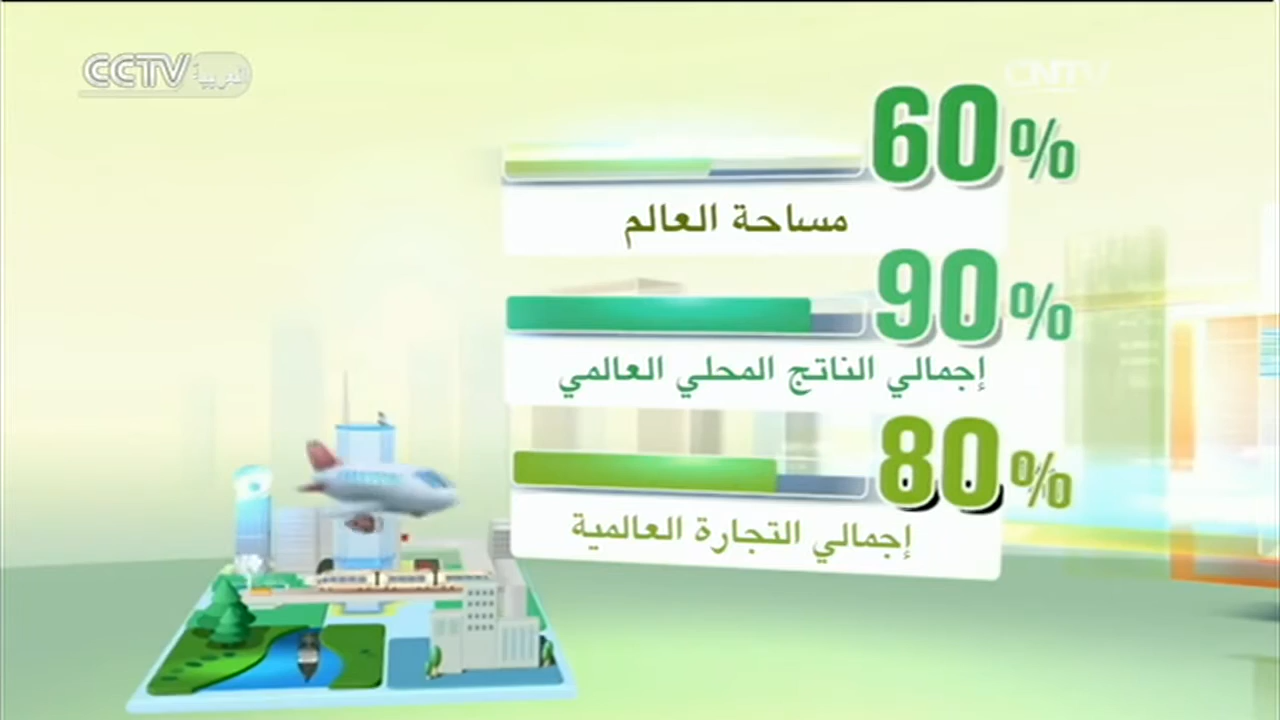 CCTV العربية
CNTV
60%
مساحة العالم
90%
إجمالي الناتج المحلي العالمي
80%
إجمالي التجارة العالمية